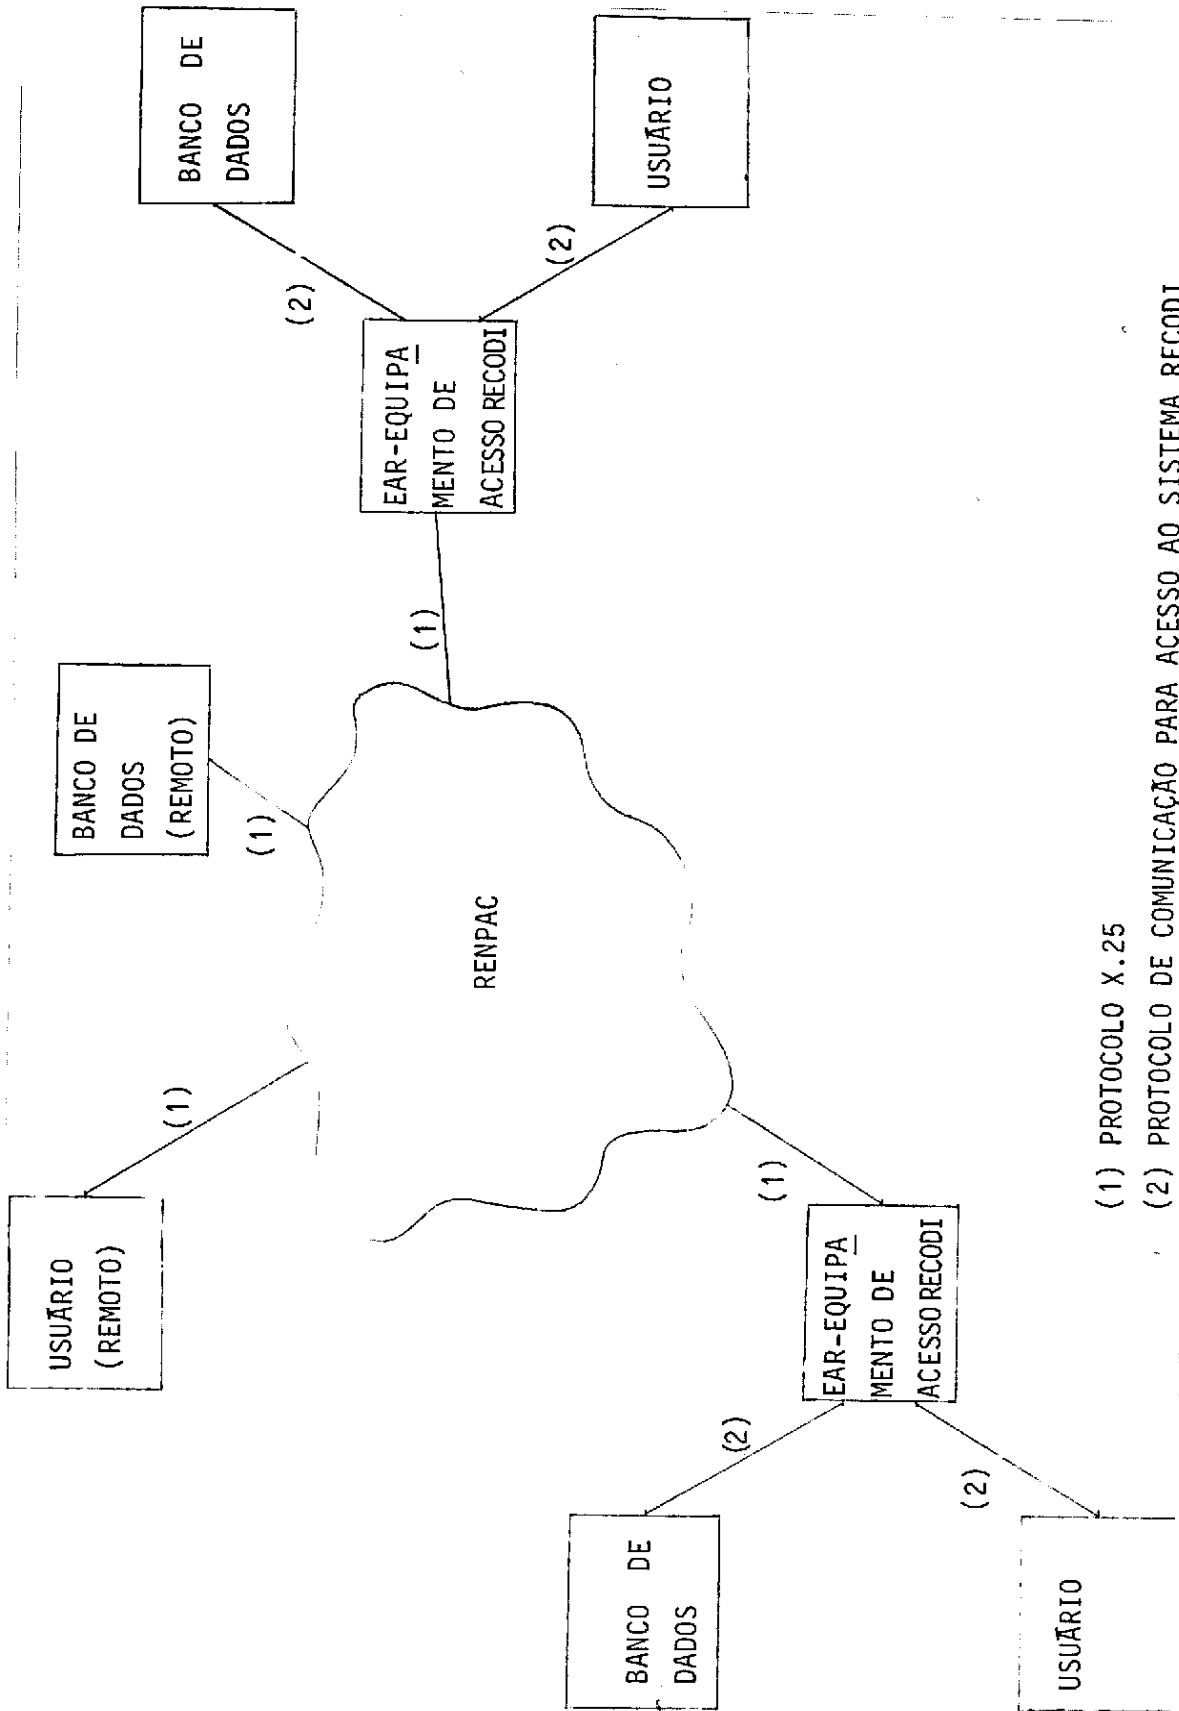 USUÁRIO
(REMOTO)
(1)
BANCO DE
DADOS
(REMOTO)
(1)
BANCO DE
DADOS
(2)
EAR-EQUIPA
MENTO DE
ACESSO RECODI
(1)
(2)
USUÁRIO
RENPAC
(1)
EAR-EQUIPA
MENTO DE
ACESSO RECODI
(2)
BANCO DE
DADOS
(2)
USUÁRIO
(1) PROTOCOLO X.25
(2) PROTOCOLO DE COMUNICAÇÃO PARA ACESSO AO SISTEMA RECODI